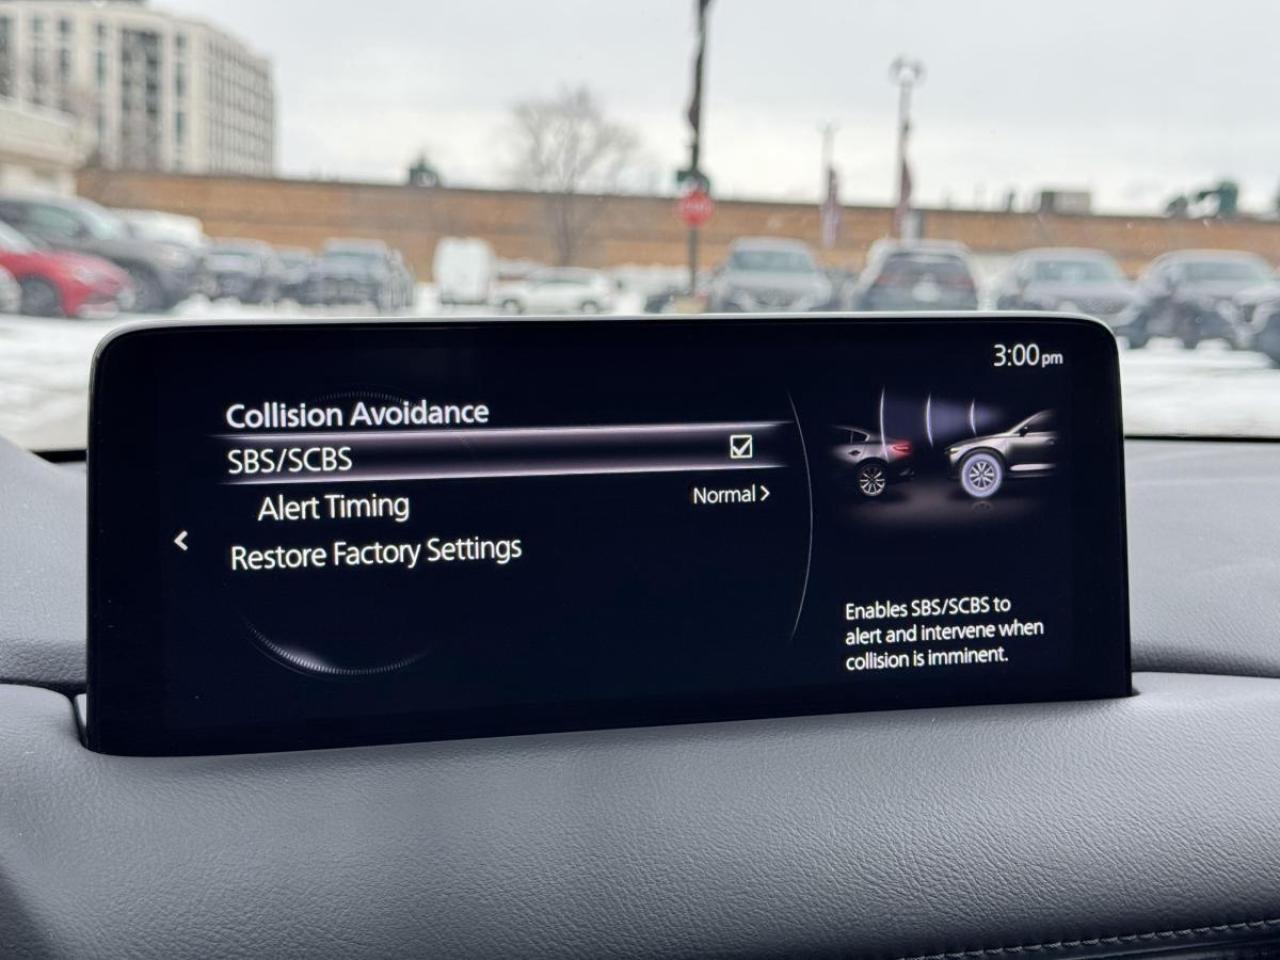 3:00pm
Collision Avoidance
SBS/SCBS
Alert Timing Normal
Restore Factory Settings
Enables SBS/SCBS to
alert and intervene when
collision is imminent.